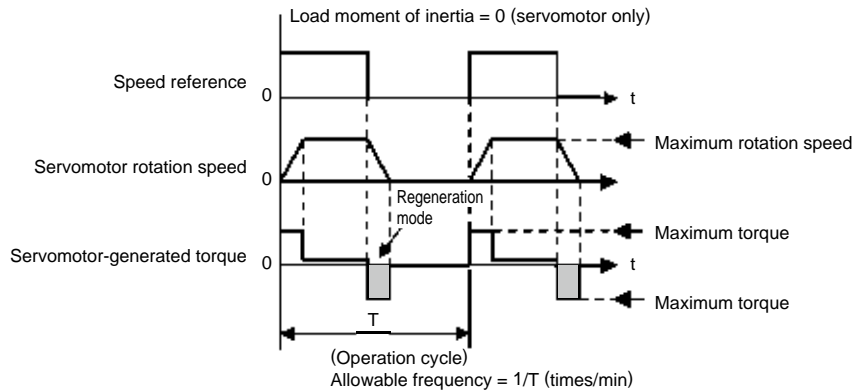 Load moment of inertia = 0 (servomotor only)
Speed reference
0
t
Maximum rotation speed
Servomotor rotation speed
0
Regeneration
mode
Maximum torque
Servomotor-generated torque
0
t
Maximum torque
T
(Operation cycle)
Allowable frequency = 1/T (times/min)